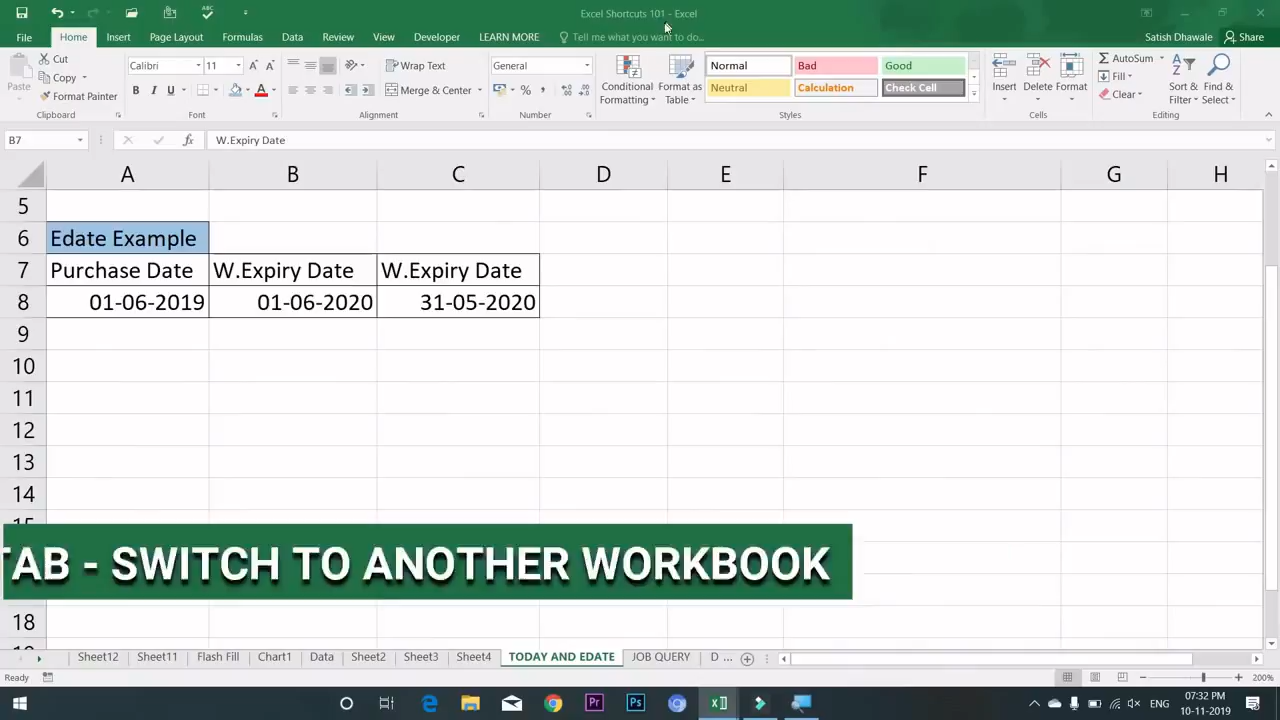 Excel Shortcuts 101 - Excel
File Home Insert Page Layout Formulas Data Review View Developer LEARN MORE Tell me what you want to do... Satish Dhawale Share
Paste
Cut
Copy
Format Painter
Clipboard
Calibri 11
B I U
Font
Wrap Text
Merge & Center
Alignment
General
%
Number
Conditional Formatting
Format as Table
Normal Bad Good
Neutral Calculation Check Cell
Styles
Insert Delete Format
Cells
AutoSum
Fill
Clear
Sort & Filter
Find & Select
Editing
B7 fx W.Expiry Date
A B C D E F G H
5
6 Edate Example
7 Purchase Date W.Expiry Date W.Expiry Date
8 01-06-2019 01-06-2020 31-05-2020
9
10
11
12
13
14
TAB - SWITCH TO ANOTHER WORKBOOK
18
Sheet12 Sheet11 Flash Fill Chart1 Data Sheet2 Sheet3 Sheet4 TODAY AND EDATE JOB QUERY D ...
Ready 200%
ENG 07:32 PM
10-11-2019